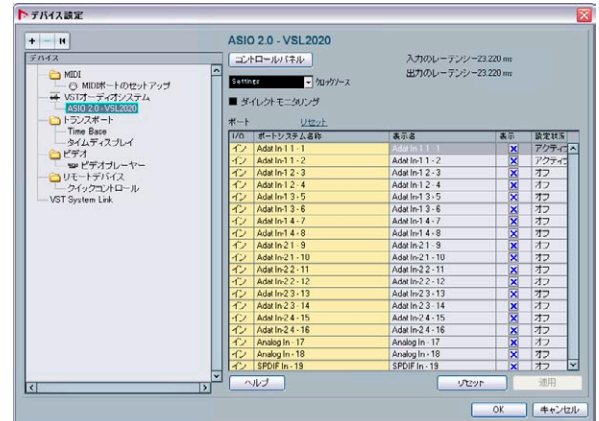 デバイス設定
+ - |◀
デバイス
MIDI
MIDIポートのセットアップ
VSTオーディオシステム
ASIO 2.0 - VSL2020
トランスポート
Time Base
タイムディスプレイ
ビデオ
ビデオプレーヤー
リモートデバイス
クイックコントロール
VST System Link
ASIO 2.0 - VSL2020
コントロールパネル 入力のレーテンシー23.220 ms
Settings クロックソース 出力のレーテンシー23.220 ms
ダイレクトモニタリング
ポート リセット
I/O ポートシステム名称 表示名 表示 設定状態
イン Adat In-1 1 - 1 Adat In-1 1 - 1 アクティブ
イン Adat In-1 1 - 2 Adat In-1 1 - 2 アクティブ
イン Adat In-1 2 - 3 Adat In-1 2 - 3 オフ
イン Adat In-1 2 - 4 Adat In-1 2 - 4 オフ
イン Adat In-1 3 - 5 Adat In-1 3 - 5 オフ
イン Adat In-1 3 - 6 Adat In-1 3 - 6 オフ
イン Adat In-1 4 - 7 Adat In-1 4 - 7 オフ
イン Adat In-1 4 - 8 Adat In-1 4 - 8 オフ
イン Adat In-2 1 - 9 Adat In-2 1 - 9 オフ
イン Adat In-2 1 - 10 Adat In-2 1 - 10 オフ
イン Adat In-2 2 - 11 Adat In-2 2 - 11 オフ
イン Adat In-2 2 - 12 Adat In-2 2 - 12 オフ
イン Adat In-2 3 - 13 Adat In-2 3 - 13 オフ
イン Adat In-2 3 - 14 Adat In-2 3 - 14 オフ
イン Adat In-2 4 - 15 Adat In-2 4 - 15 オフ
イン Adat In-2 4 - 16 Adat In-2 4 - 16 オフ
イン Analog In - 17 Analog In - 17 オフ
イン Analog In - 18 Analog In - 18 オフ
イン SPDIF In - 19 SPDIF In - 19 オフ
ヘルプ リセット 適用
OK キャンセル